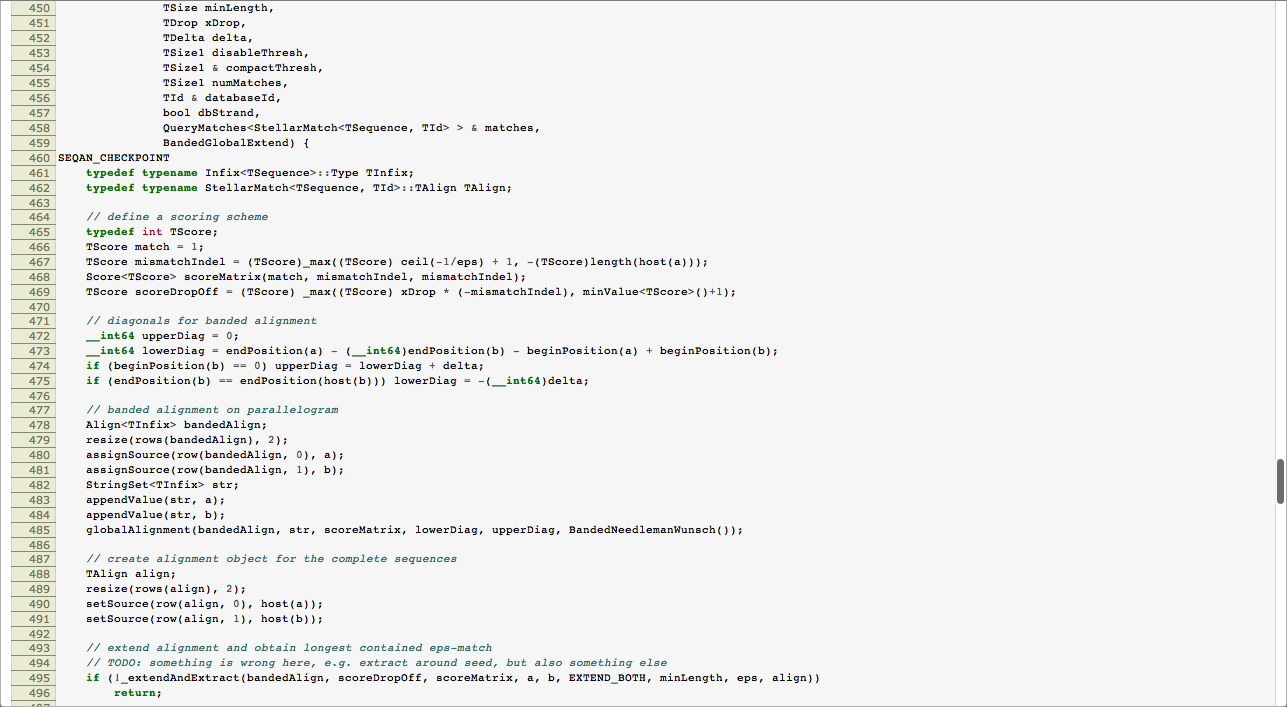 450 TSize minLength,
451 TDrop xDrop,
452 TDelta delta,
453 TSize1 disableThresh,
454 TSize1 & compactThresh,
455 TSize1 numMatches,
456 TId & databaseId,
457 bool dbStrand,
458 QueryMatches<StellarMatch<TSequence, TId> > & matches,
459 BandedGlobalExtend) {
460 SEQAN_CHECKPOINT
461 typedef typename Infix<TSequence>::Type TInfix;
462 typedef typename StellarMatch<TSequence, TId>::TAlign TAlign;
463
464 // define a scoring scheme
465 typedef int TScore;
466 TScore match = 1;
467 TScore mismatchIndel = (TScore)_max((TScore) ceil(-1/eps) + 1, -(TScore)length(host(a)));
468 Score<TScore> scoreMatrix(match, mismatchIndel, mismatchIndel);
469 TScore scoreDropOff = (TScore) _max((TScore) xDrop * (-mismatchIndel), minValue<TScore>()+1);
470
471 // diagonals for banded alignment
472 __int64 upperDiag = 0;
473 __int64 lowerDiag = endPosition(a) - (__int64)endPosition(b) - beginPosition(a) + beginPosition(b);
474 if (beginPosition(b) == 0) upperDiag = lowerDiag + delta;
475 if (endPosition(b) == endPosition(host(b))) lowerDiag = -(__int64)delta;
476
477 // banded alignment on parallelogram
478 Align<TInfix> bandedAlign;
479 resize(rows(bandedAlign), 2);
480 assignSource(row(bandedAlign, 0), a);
481 assignSource(row(bandedAlign, 1), b);
482 StringSet<TInfix> str;
483 appendValue(str, a);
484 appendValue(str, b);
485 globalAlignment(bandedAlign, str, scoreMatrix, lowerDiag, upperDiag, BandedNeedlemanWunsch());
486
487 // create alignment object for the complete sequences
488 TAlign align;
489 resize(rows(align), 2);
490 setSource(row(align, 0), host(a));
491 setSource(row(align, 1), host(b));
492
493 // extend alignment and obtain longest contained eps-match
494 // TODO: something is wrong here, e.g. extract around seed, but also something else
495 if (!_extendAndExtract(bandedAlign, scoreDropOff, scoreMatrix, a, b, EXTEND_BOTH, minLength, eps, align))
496 return;